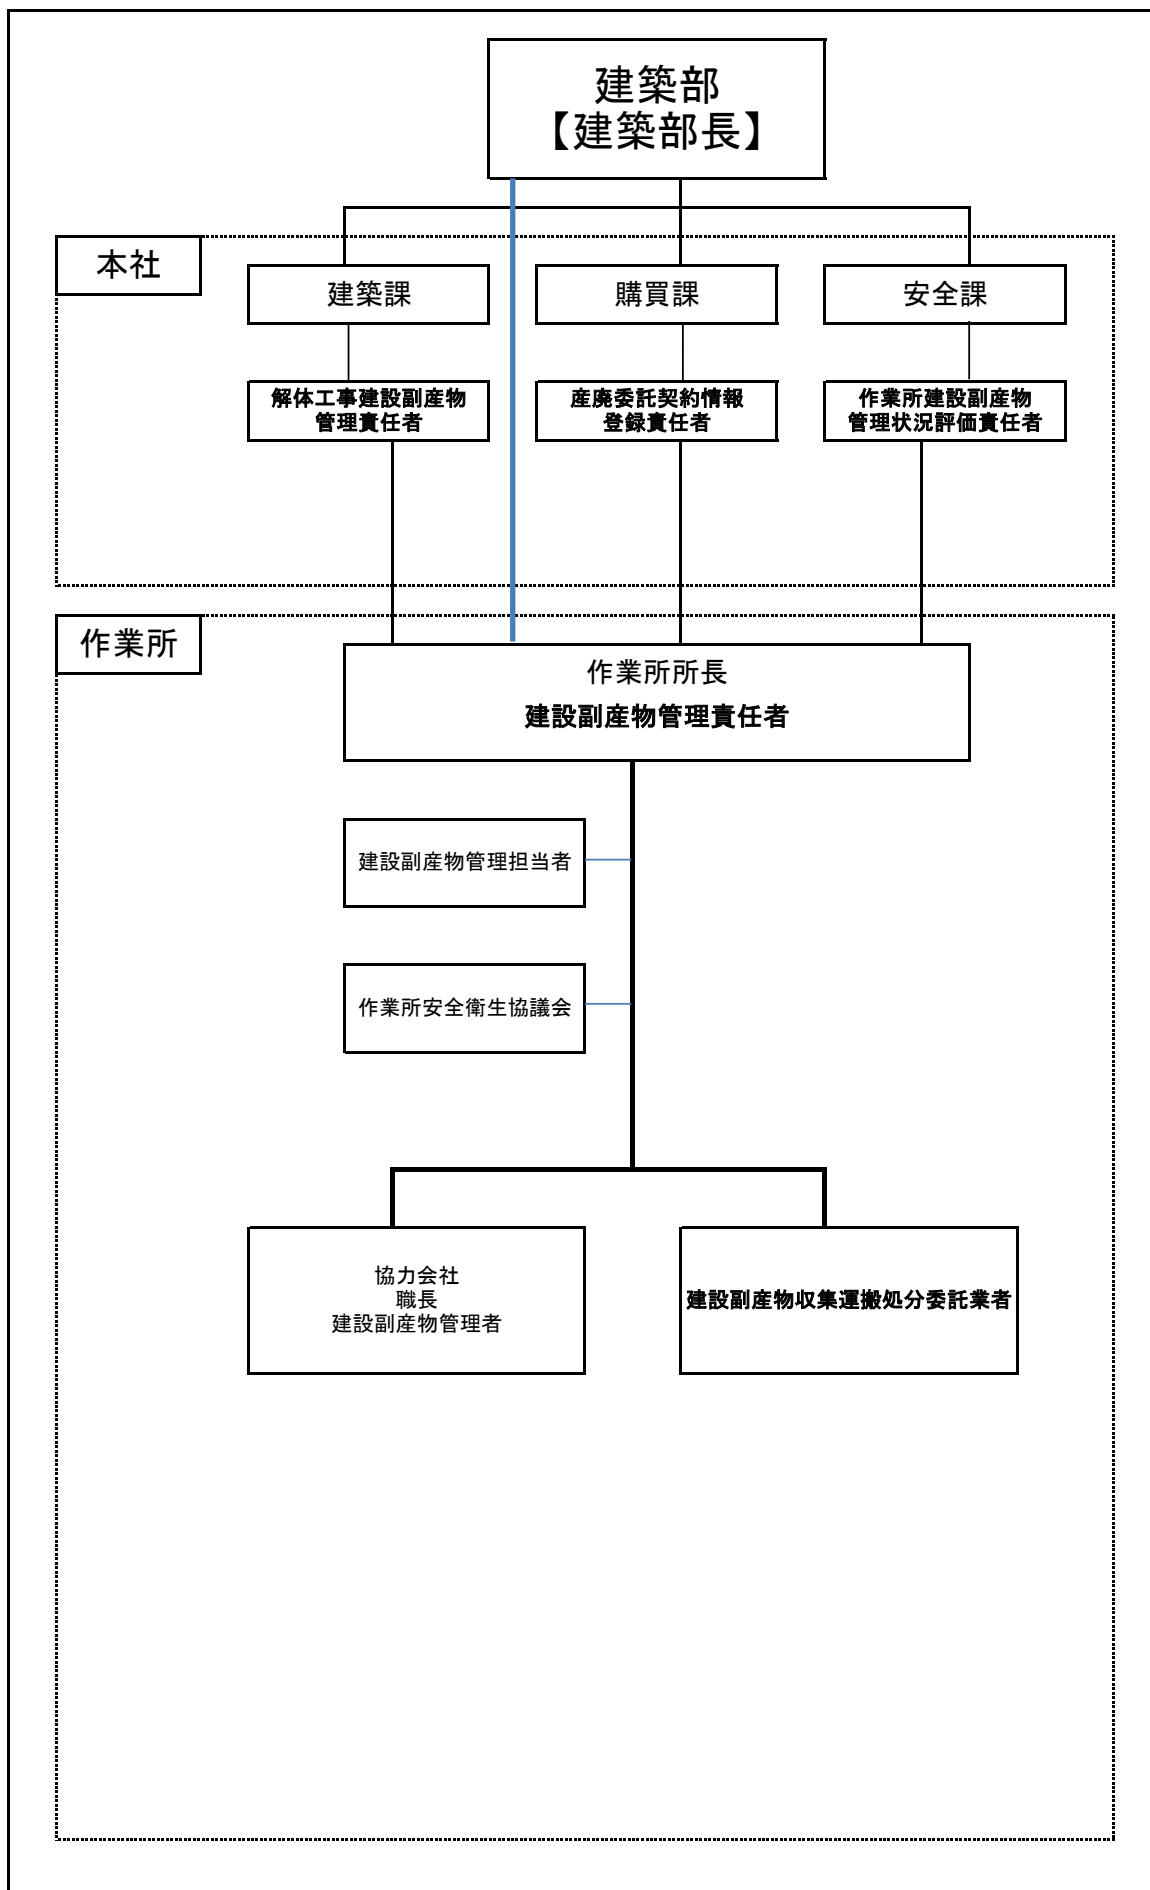 建築部
【建築部長】
本社
建築課
購買課
安全課
解体工事建設副産物
管理責任者
産廃委託契約情報
登録責任者
作業所建設副産物
管理状況評価責任者
作業所
作業所所長
建設副産物管理責任者
建設副産物管理担当者
作業所安全衛生協議会
協力会社
職長
建設副産物管理者
建設副産物収集運搬処分委託業者